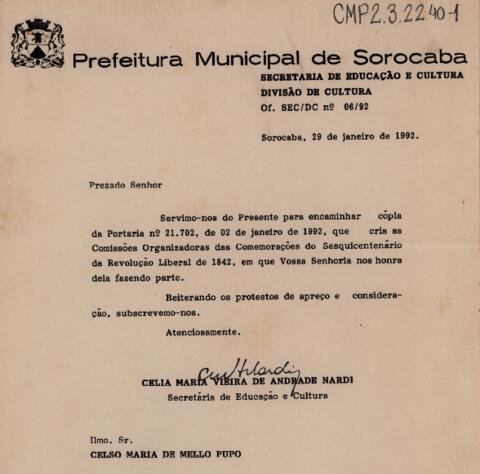 CMP2.3.22.40-1
Prefeitura Municipal de Sorocaba
SECRETARIA DE EDUCAÇÃO E CULTURA
DIVISÃO DE CULTURA
Of. SEC/DC nº 06/92
Sorocaba, 29 de janeiro de 1992.
Prezado Senhor
Servimo-nos do Presente para encaminhar cópia
da Portaria nº 21.702, de 02 de janeiro de 1992, que cria as
Comissões Organizadoras das Comemorações do Sesquicentenário
da Revolução Liberal de 1842, em que Vossa Senhoria nos honra
dela fazendo parte.
Reiterando os protestos de apreço e considera-
ção, subscrevemo-nos.
Atenciosamente.
CELIA MARIA VIEIRA DE ANDRADE NARDI
Secretária de Educação e Cultura
Ilmo. Sr.
CELSO MARIA DE MELLO PUPO